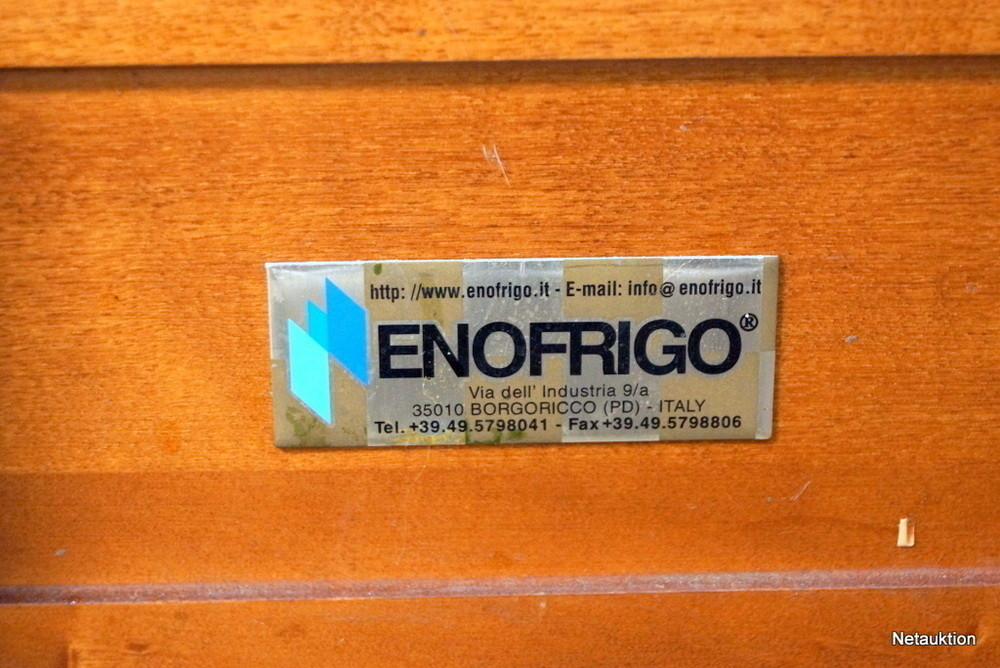 http: //www.enofrigo.it - E-mail: info@enofrigo.it
ENOFRIGO®
Via dell' Industria 9/a
35010 BORGORICCO (PD) - ITALY
Tel. +39.49.5798041 - Fax +39.49.5798806
Netauktion